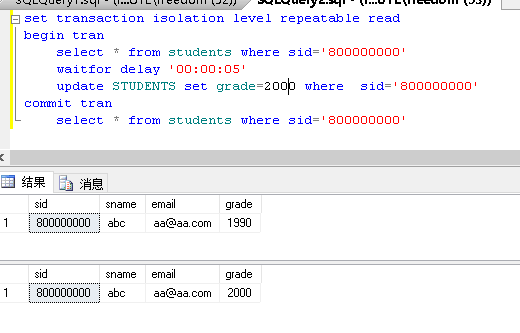 set transaction isolation level repeatable read
begin tran
select * from students where sid='800000000'
waitfor delay '00:00:05'
update STUDENTS set grade=2000 where sid='800000000'
commit tran
select * from students where sid='800000000'
结果 消息
sid sname email grade
1 800000000 abc aa@aa.com 1990
sid sname email grade
1 800000000 abc aa@aa.com 2000